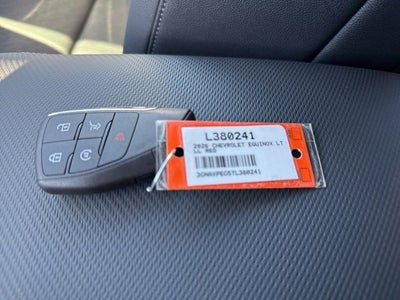 L380241
2026 CHEVROLET EQUINOX LT
LL RED
3GNAXPEG5TL380241